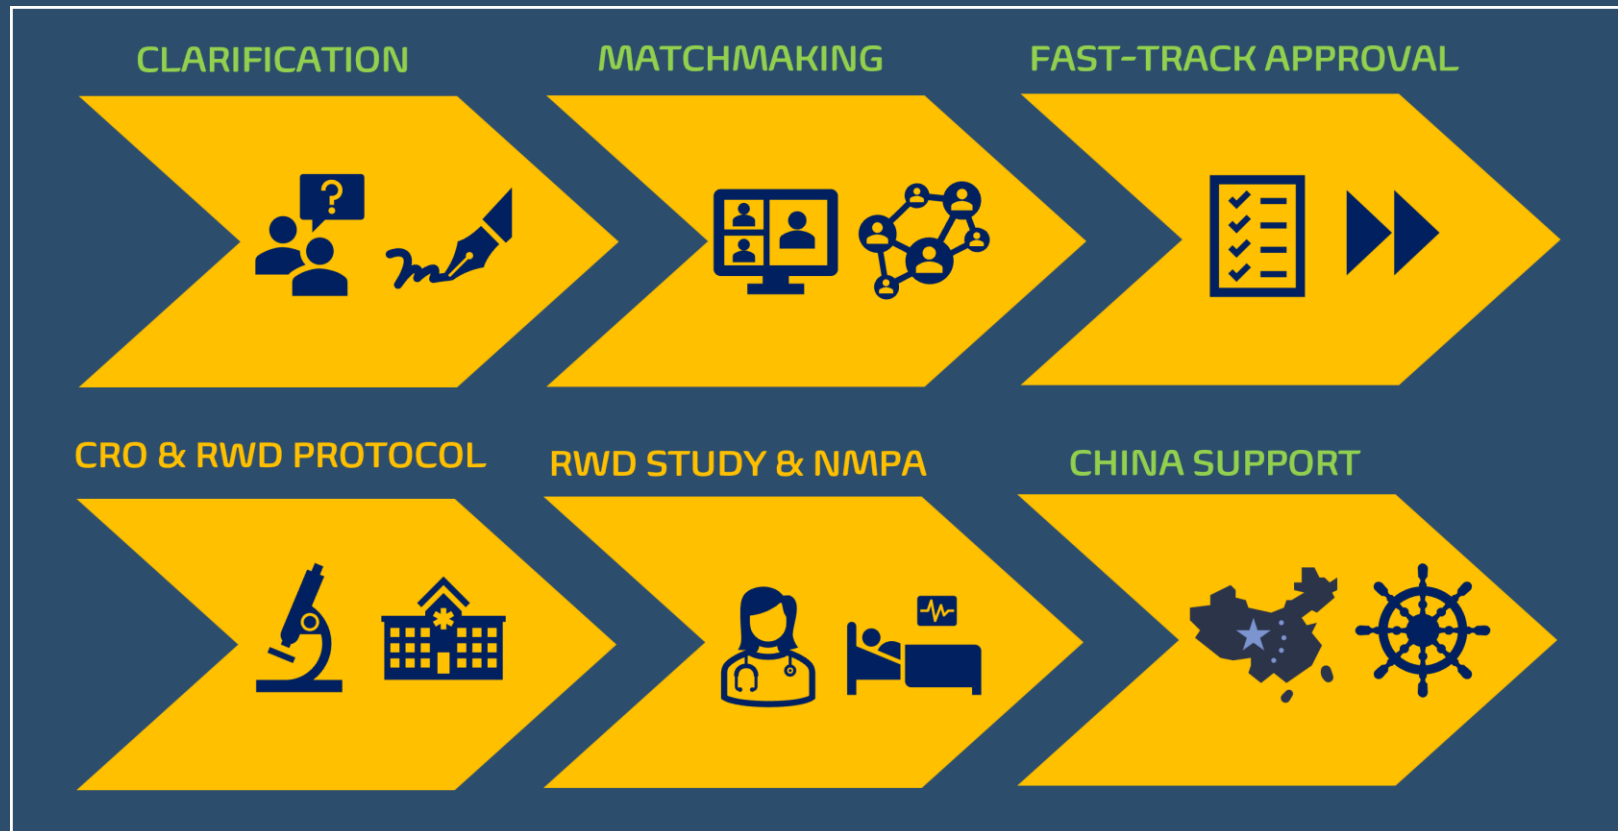 CLARIFICATION
MATCHMAKING
FAST-TRACK APPROVAL
?
CRO & RWD PROTOCOL
RWD STUDY & NMPA
CHINA SUPPORT